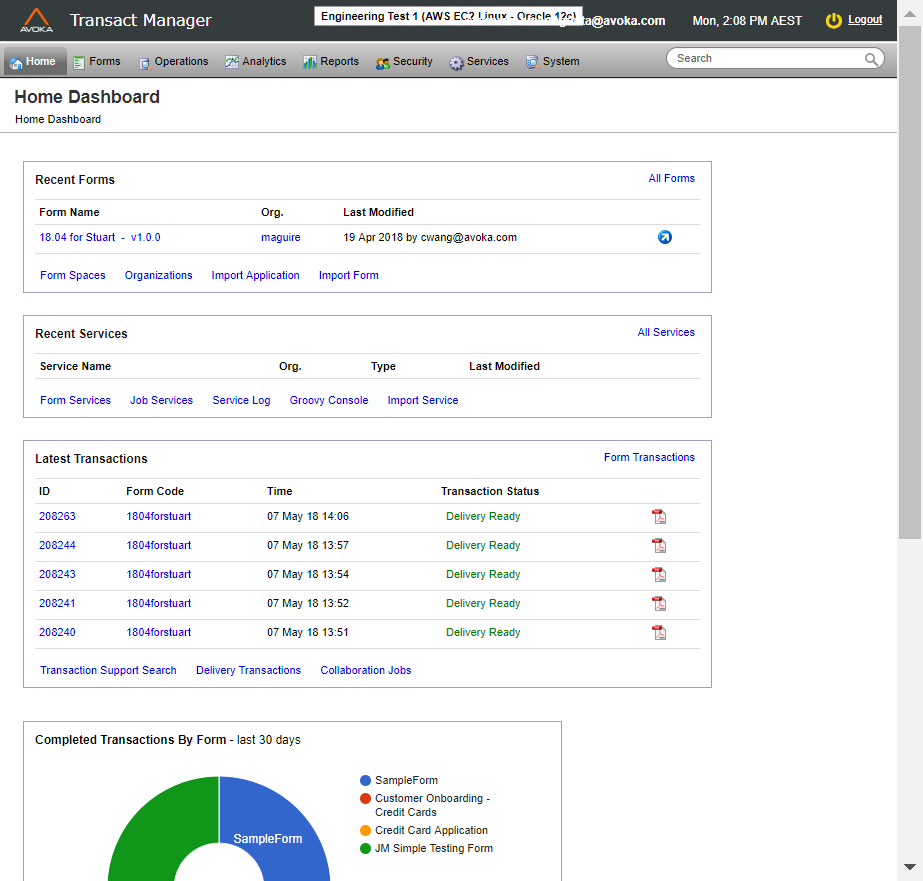 AVOKA
Transact Manager
Engineering Test 1 (AWS EC2 Linux - Oracle 12c)
@avoka.com
Mon, 2:08 PM AEST
Logout
Home
Forms
Operations
Analytics
Reports
Security
Services
System
Search
Home Dashboard
Home Dashboard
Recent Forms
All Forms
Form Name Org. Last Modified
18.04 for Stuart - v1.0.0 maguire 19 Apr 2018 by cwang@avoka.com
Form Spaces Organizations Import Application Import Form
Recent Services
All Services
Service Name Org. Type Last Modified
Form Services Job Services Service Log Groovy Console Import Service
Latest Transactions
Form Transactions
ID Form Code Time Transaction Status
208263 1804forstuart 07 May 18 14:06 Delivery Ready
208244 1804forstuart 07 May 18 13:57 Delivery Ready
208243 1804forstuart 07 May 18 13:54 Delivery Ready
208241 1804forstuart 07 May 18 13:52 Delivery Ready
208240 1804forstuart 07 May 18 13:51 Delivery Ready
Transaction Support Search Delivery Transactions Collaboration Jobs
Completed Transactions By Form - last 30 days
SampleForm
SampleForm
Customer Onboarding -
Credit Cards
Credit Card Application
JM Simple Testing Form